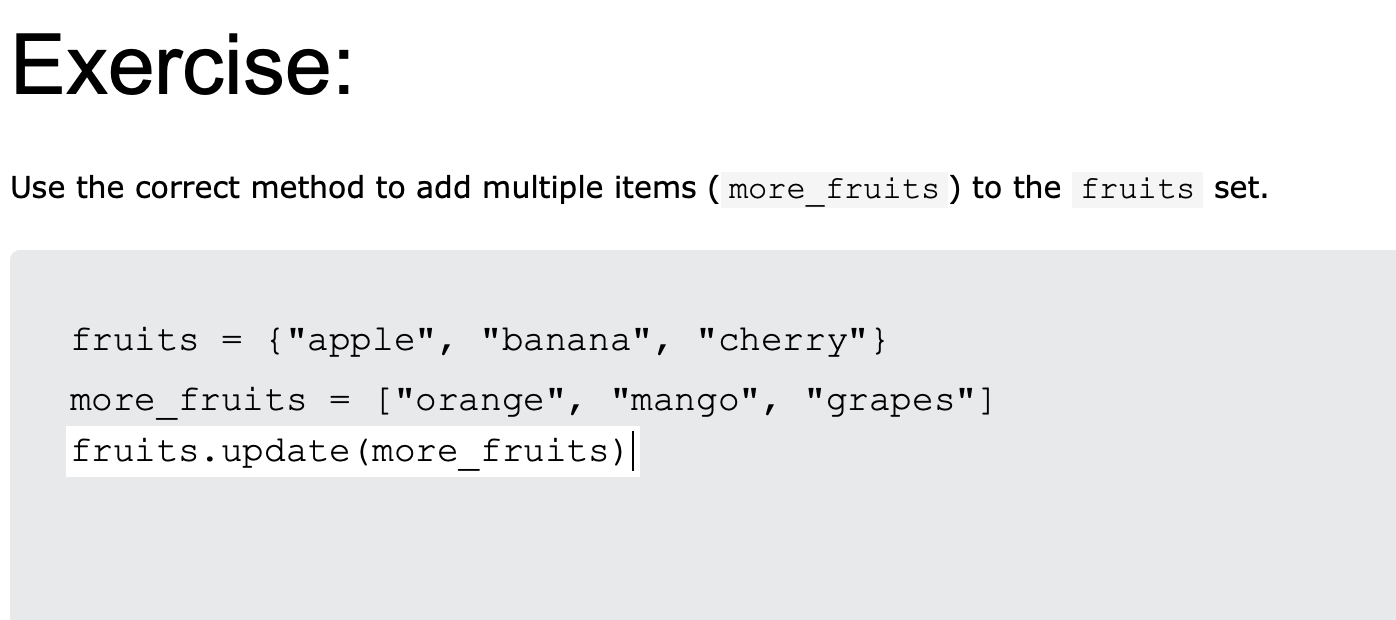 Exercise:
Use the correct method to add multiple items (more_fruits) to the fruits set.
fruits = {"apple", "banana", "cherry"}
more_fruits = ["orange", "mango", "grapes"]
fruits.update(more_fruits)